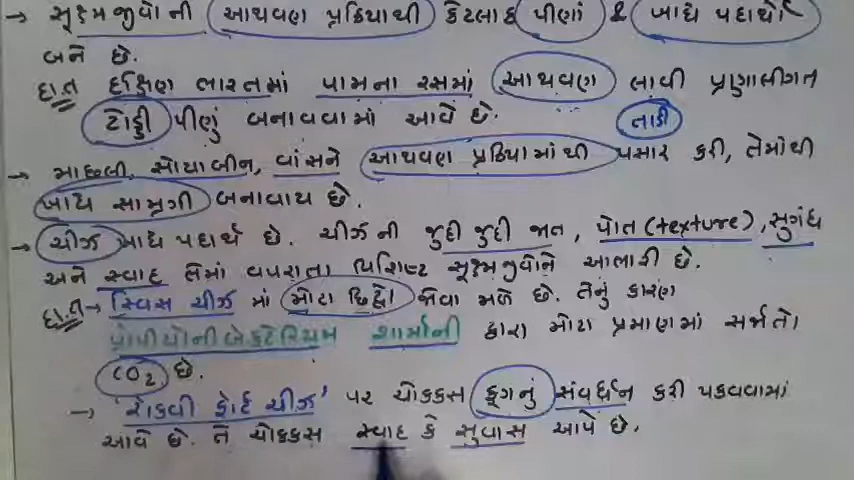 → સૂક્ષ્મજીવોની આથવણ પ્રક્રિયાથી કેટલાક પીણાં & ખાદ્ય પદાર્થો
બને છે.
દા.ત દક્ષિણ ભારતમાં પામના રસમાં આથવણ લાવી પ્રણાલીગત
ટોડ્ડી પીણું બનાવવામાં આવે છે. તાડી
→ માછલી, સોયાબીન, વાંસને આથવણ પ્રક્રિયામાંથી પસાર કરી, તેમાંથી
ખાદ્ય સામગ્રી બનાવાય છે.
→ ચીઝ ખાદ્ય પદાર્થ છે. ચીઝની જુદી જુદી જાત, પોત (texture), સુગંધ
અને સ્વાદ તેમાં વપરાતા વિશિષ્ટ સૂક્ષ્મજીવોને આભારી છે.
દા.ત → સ્વિસ ચીઝ માં મોટા છિદ્રો જોવા મળે છે. તેનું કારણ
પ્રોપીયોનીબેક્ટેરિયમ શાર્માની દ્વારા મોટા પ્રમાણમાં સર્જાતો
CO₂ છે.
→ 'રોકવી ફોર્ટ ચીઝ' પર ચોક્કસ ફૂગનું સંવર્ધન કરી પકવવામાં
આવે છે. તે ચોક્કસ સ્વાદ કે સુવાસ આપે છે.